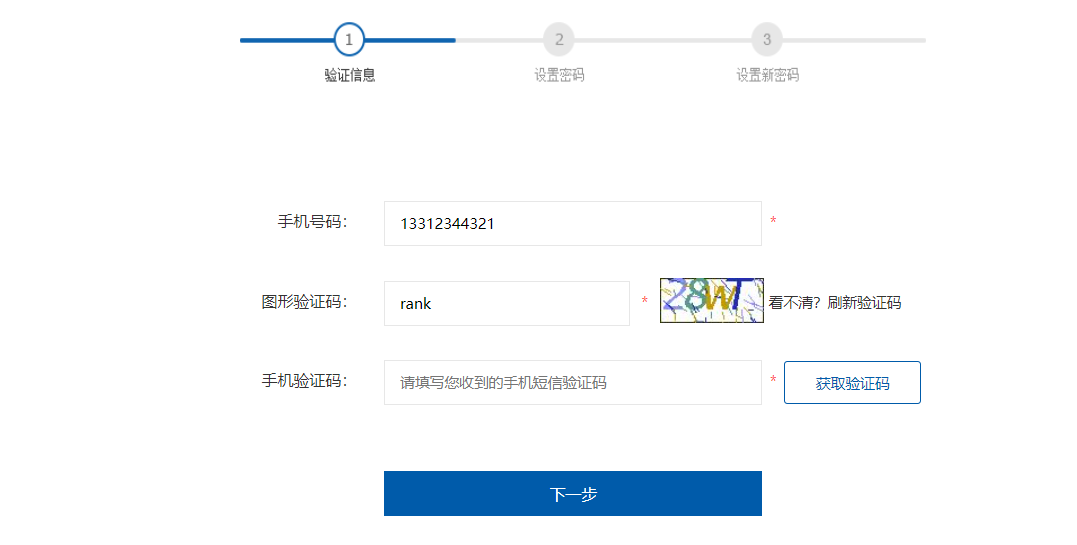 1 2 3
验证信息 设置密码 设置新密码
手机号码： 13312344321 *
图形验证码： rank * 28WT 看不清？刷新验证码
手机验证码： 请填写您收到的手机短信验证码 * 获取验证码
下一步